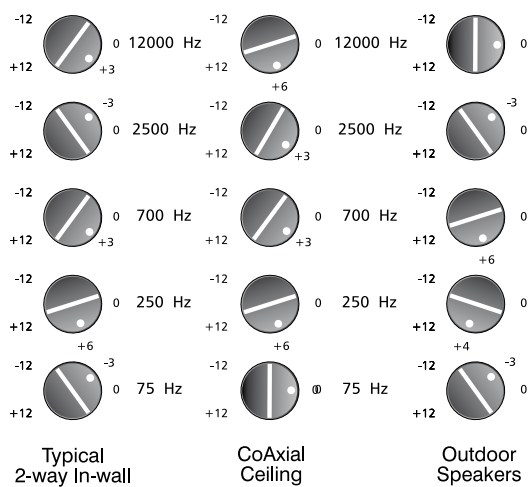 -12 -12 -12
0 12000 Hz 0 12000 Hz 0
+12 +3 +12 +12
+6
-12 -3 -12 -12 -3
0 2500 Hz 0 2500 Hz 0
+12 +12 +3 +12
-12 -12 -12
0 700 Hz 0 700 Hz 0
+12 +3 +12 +3 +12
+6
-12 -12 -12
0 250 Hz 0 250 Hz 0
+12 +12 +12
+6 +6 +4
-12 -3 -12 -12 -3
0 75 Hz 0 75 Hz 0
+12 +12 +12
Typical CoAxial Outdoor
2-way In-wall Ceiling Speakers